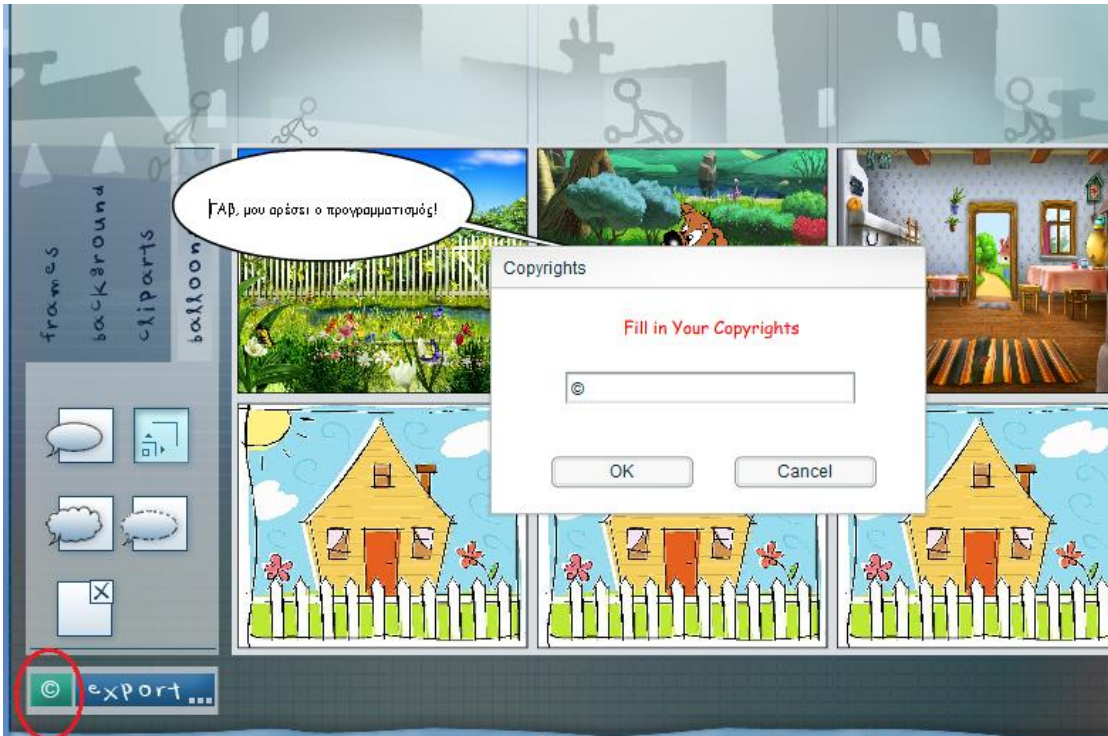 frames
background
cliparts
balloon
ΓΑβ, μου αρέσει ο προγραμματισμός!
Copyrights
Fill in Your Copyrights
©
OK
Cancel
©
export...